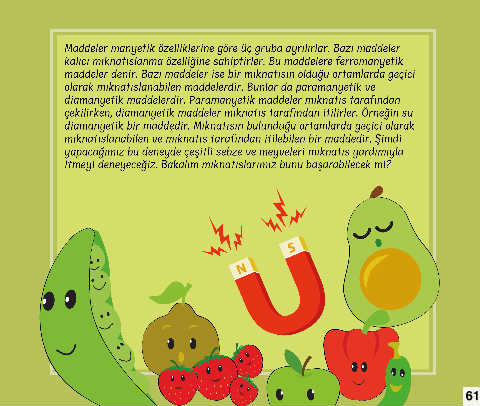 Maddeler manyetik özelliklerine göre üç gruba ayrılırlar. Bazı maddeler
kalıcı mıknatıslanma özelliğine sahiptirler. Bu maddelere ferromanyetik
maddeler denir. Bazı maddeler ise bir mıknatısın olduğu ortamlarda geçici
olarak mıknatıslanabilen maddelerdir. Bunlar da paramanyetik ve
diamanyetik maddelerdir. Paramanyetik maddeler mıknatıs tarafından
çekilirken, diamanyetik maddeler mıknatıs tarafından itilirler. Örneğin su
diamanyetik bir maddedir. Mıknatısın bulunduğu ortamlarda geçici olarak
mıknatıslanabilen ve mıknatıs tarafından itilebilen bir maddedir. Şimdi
yapacağımız bu deneyde çeşitli sebze ve meyveleri mıknatıs yardımıyla
itmeyi deneyeceğiz. Bakalım mıknatıslarımız bunu başarabilecek mi?
N S
61